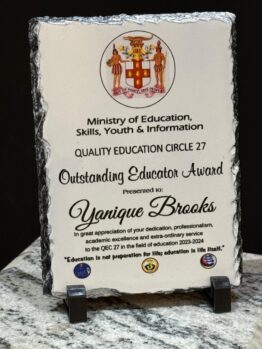 Ministry of Education,
Skills, Youth & Information
QUALITY EDUCATION CIRCLE 27
Outstanding Educator Award
Presented to:
Yanique Brooks
In great appreciation of your dedication, professionalism,
academic excellence and extra-ordinary service
to the QEC 27 in the field of education 2023-2024
"Education is not preparation for life; education is life itself."